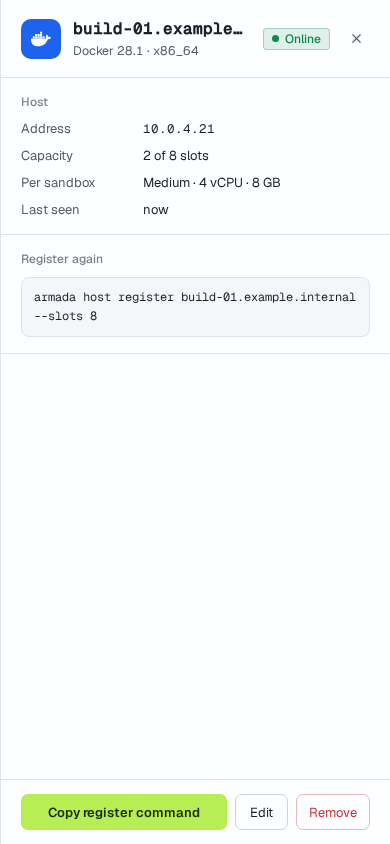 build-01.example…
Docker 28.1 · x86_64
Online
Host
Address 10.0.4.21
Capacity 2 of 8 slots
Per sandbox Medium · 4 vCPU · 8 GB
Last seen now
Register again
armada host register build-01.example.internal
--slots 8
Copy register command
Edit
Remove